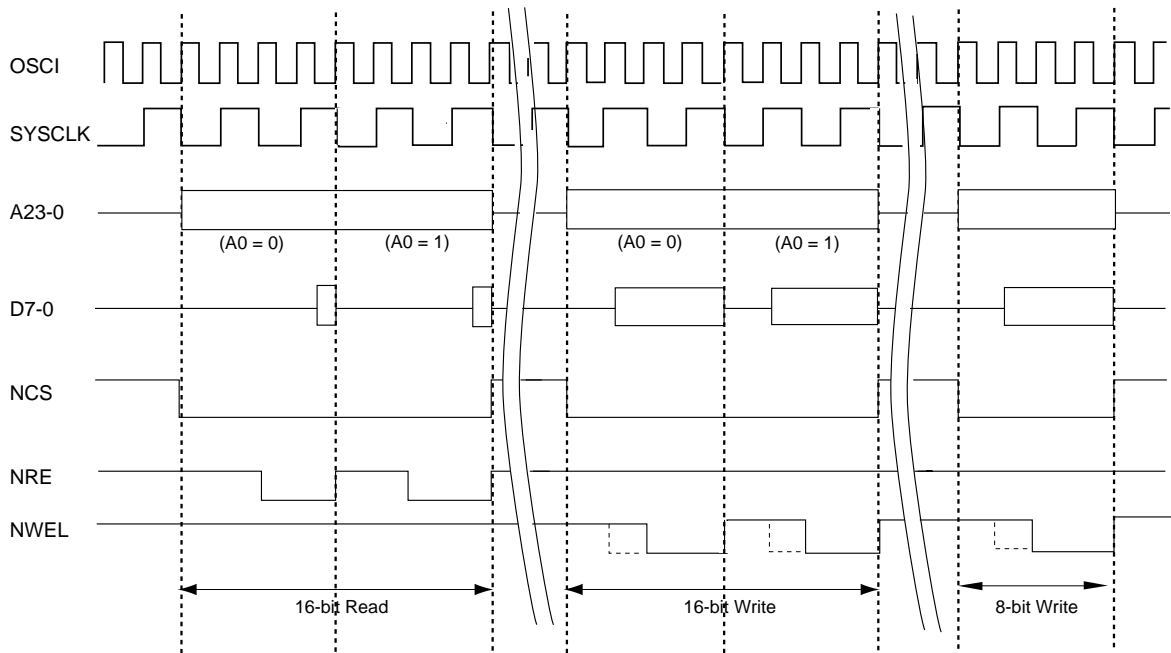 OSCI
SYSCLK
A23-0
(A0 = 0) (A0 = 1) (A0 = 0) (A0 = 1)
D7-0
NCS
NRE
NWEL
16-bit Read 16-bit Write 8-bit Write